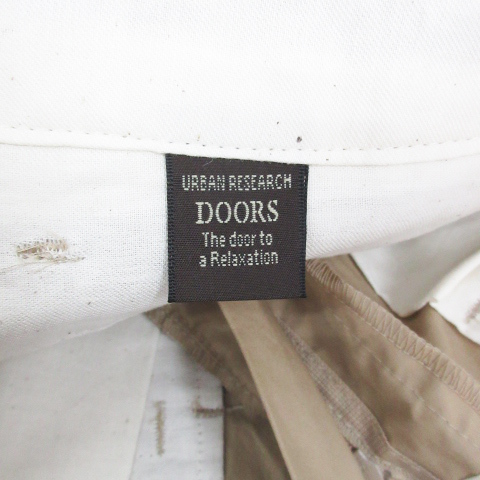 URBAN RESEARCH
DOORS
The door to
a Relaxation